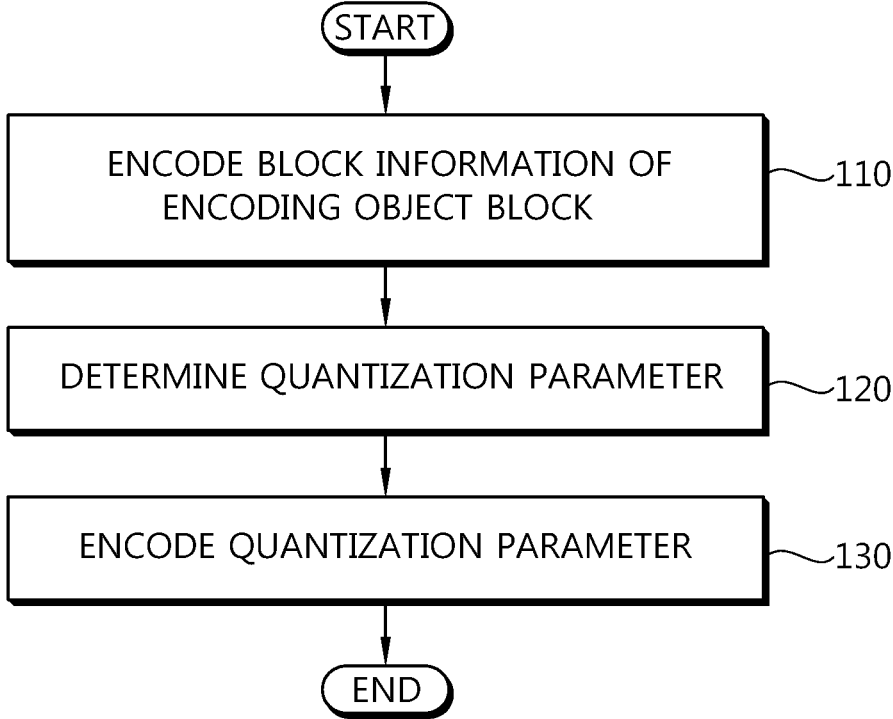 START
ENCODE BLOCK INFORMATION OF
ENCODING OBJECT BLOCK
110
DETERMINE QUANTIZATION PARAMETER
120
ENCODE QUANTIZATION PARAMETER
130
END